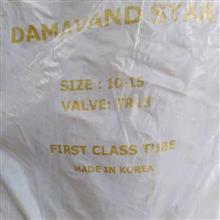 DAMAVAND STAR
SIZE : 10-15
VALVE: TR13
FIRST CLASS TUBE
MADE IN KOREA